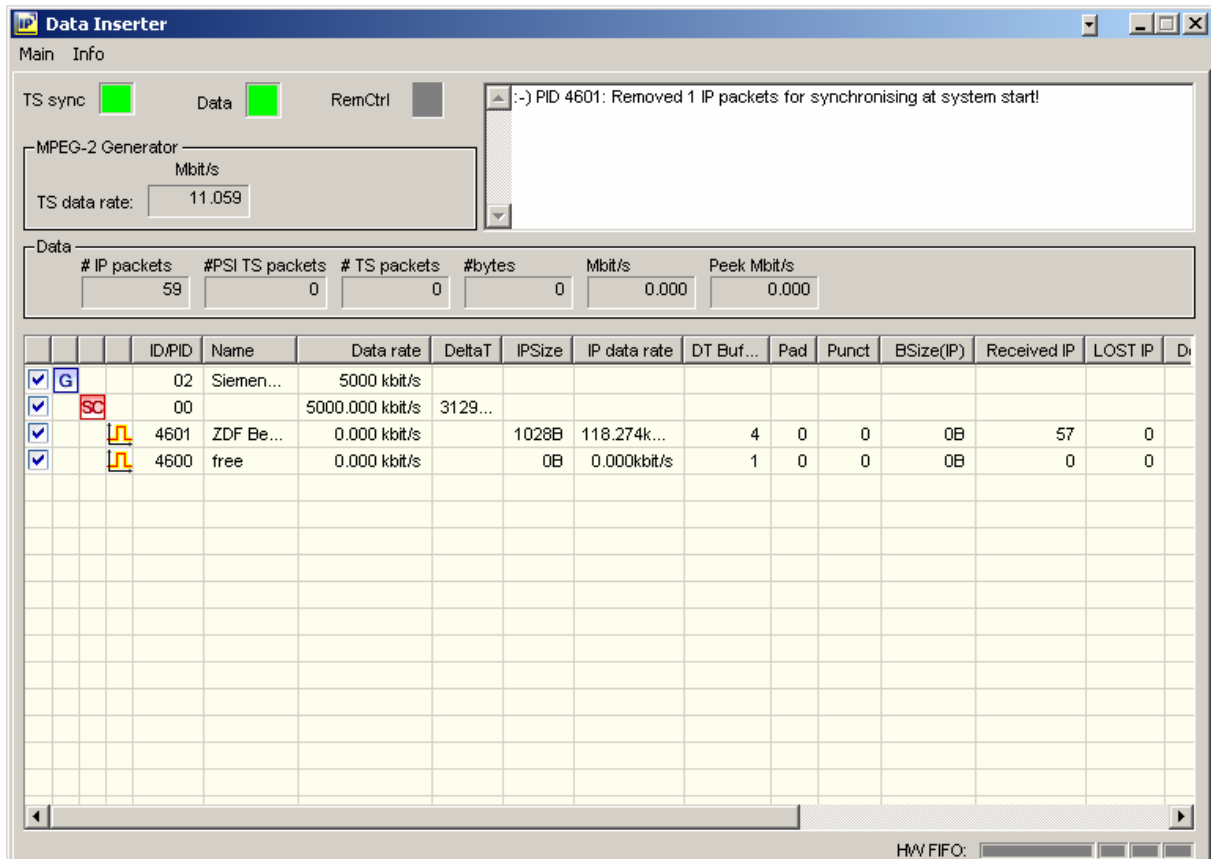 IP Data Inserter
Main Info
TS sync Data RemCtrl
:-) PID 4601: Removed 1 IP packets for synchronising at system start!
MPEG-2 Generator
Mbit/s
TS data rate: 11.059
Data
# IP packets #PSI TS packets # TS packets #bytes Mbit/s Peek Mbit/s
59 0 0 0 0.000 0.000
ID/PID Name Data rate DeltaT IPSize IP data rate DT Buf... Pad Punct BSize(IP) Received IP LOST IP D
G 02 Siemen... 5000 kbit/s
SC 00 5000.000 kbit/s 3129...
4601 ZDF Be... 0.000 kbit/s 1028B 118.274k... 4 0 0 0B 57 0
4600 free 0.000 kbit/s 0B 0.000kbit/s 1 0 0 0B 0 0
HW FIFO: